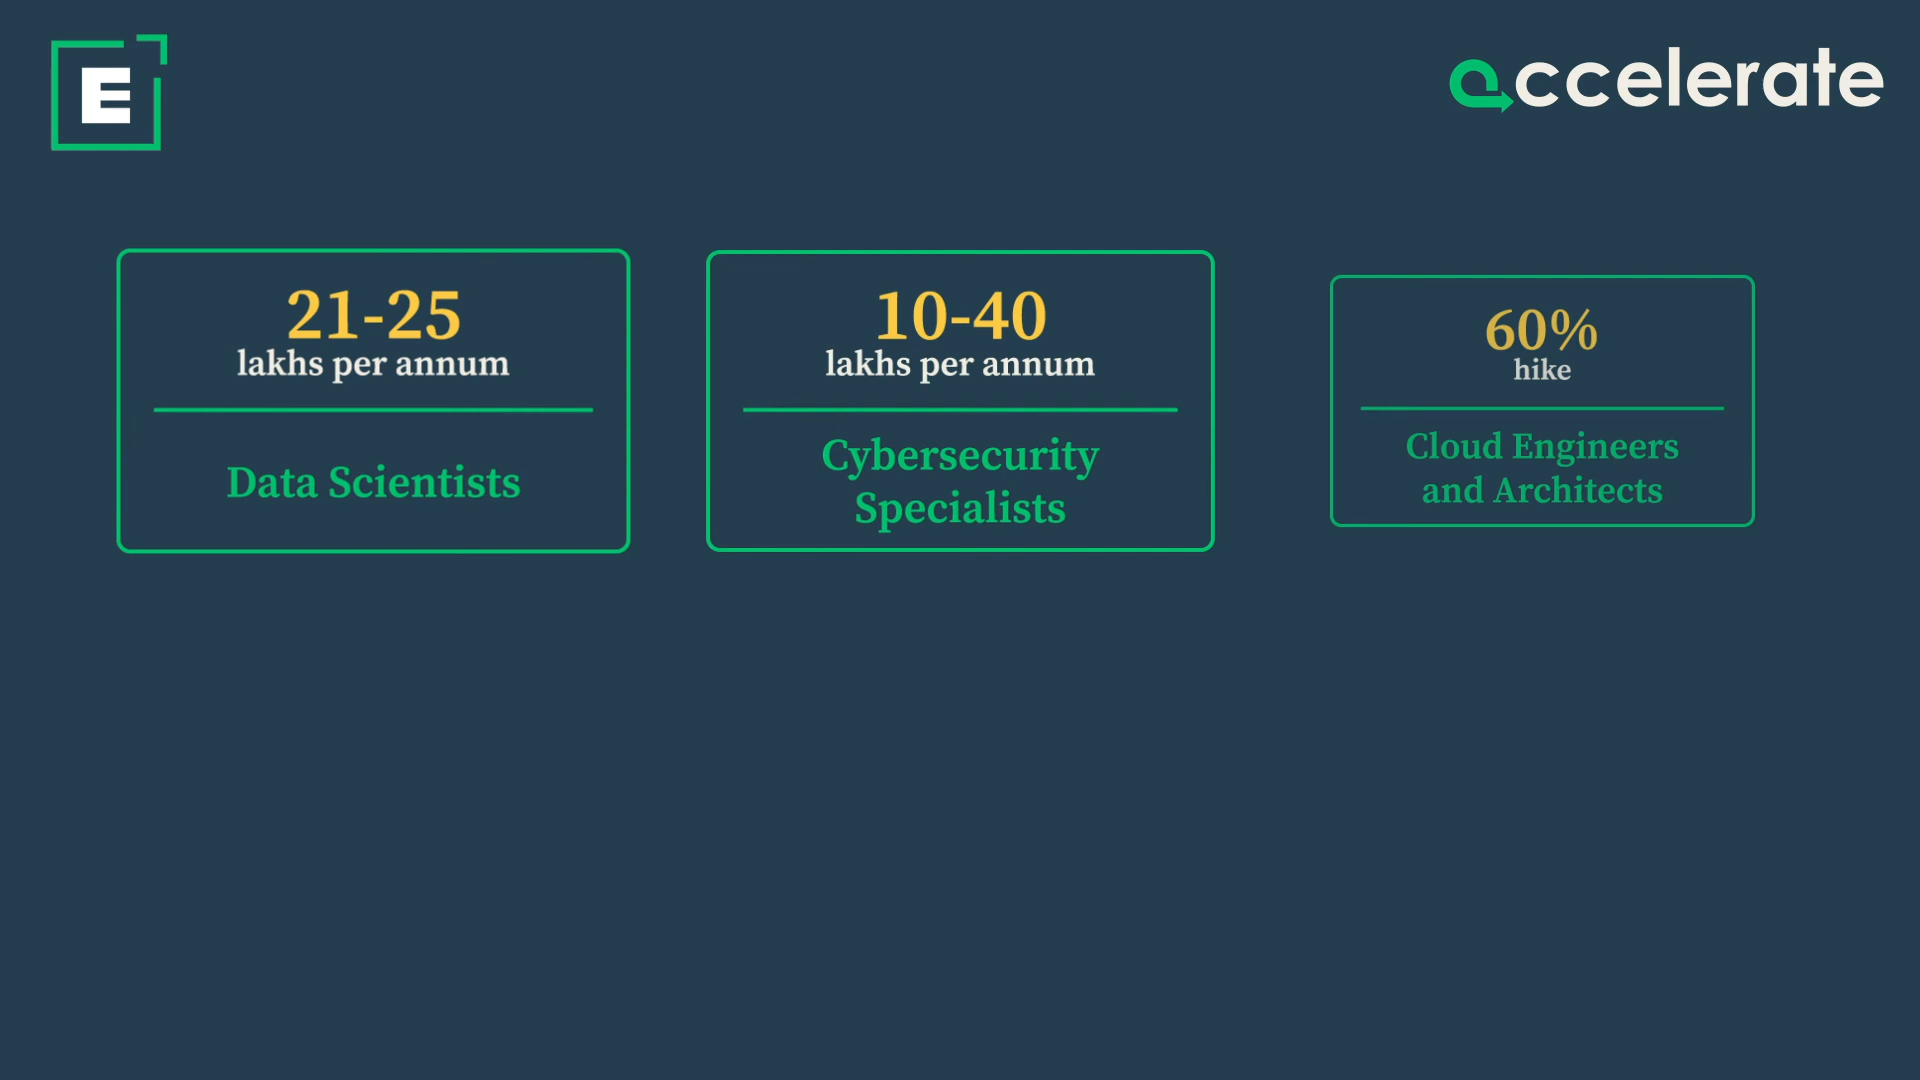 E
accelerate
21-25
lakhs per annum
Data Scientists
10-40
lakhs per annum
Cybersecurity
Specialists
60%
hike
Cloud Engineers
and Architects